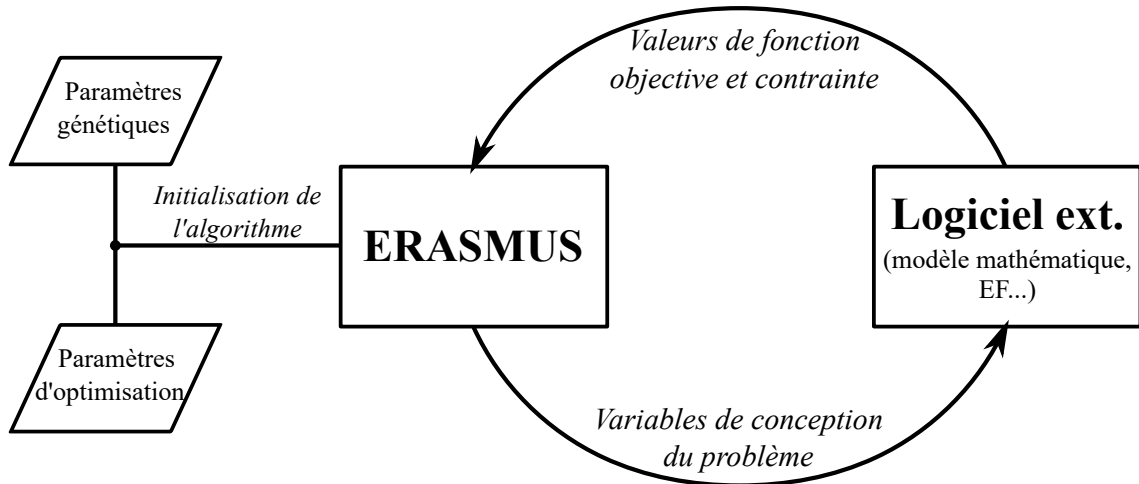 Valeurs de fonction
objective et contrainte
Paramètres
génétiques
Initialisation de
l'algorithme
ERASMUS
Logiciel ext.
(modèle mathématique,
EF...)
Paramètres
d'optimisation
Variables de conception
du problème